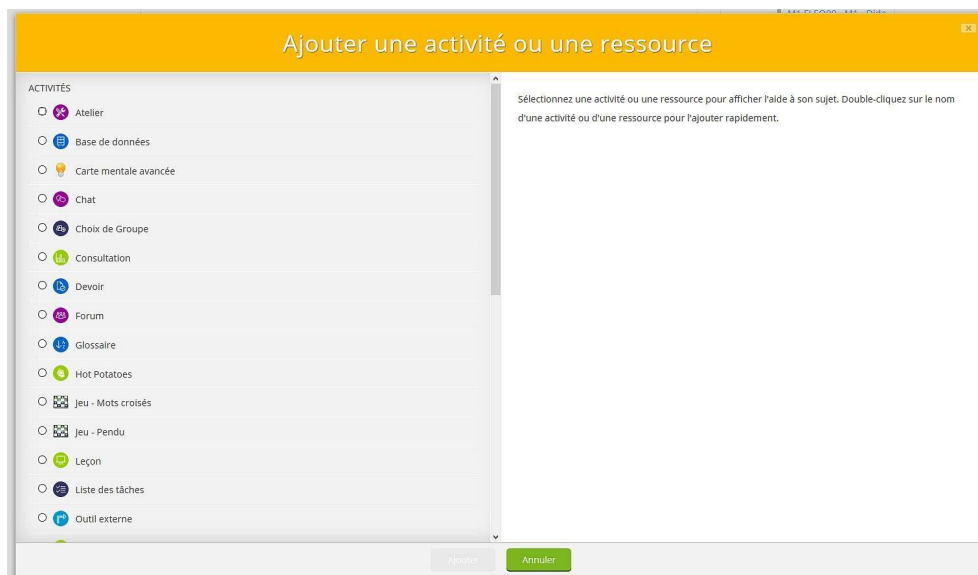 Ajouter une activité ou une ressource
ACTIVITÉS
Atelier
Base de données
Carte mentale avancée
Chat
Choix de Groupe
Consultation
Devoir
Forum
Glossaire
Hot Potatoes
Jeu - Mots croisés
Jeu - Pendu
Leçon
Liste des tâches
Outil externe
Sélectionnez une activité ou une ressource pour afficher l'aide à son sujet. Double-cliquez sur le nom
d'une activité ou d'une ressource pour l'ajouter rapidement.
Ajouter
Annuler